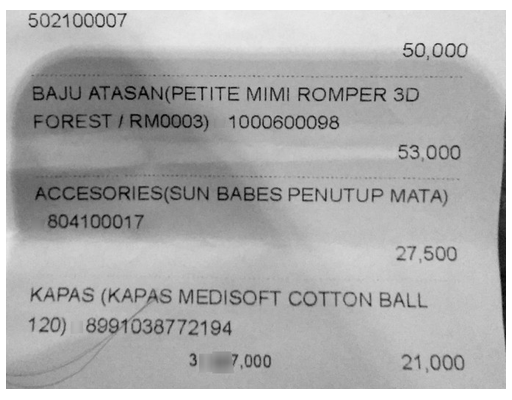 502100007
50,000
BAJU ATASAN(PETITE MIMI ROMPER 3D
FOREST / RM0003) 1000600098
53,000
ACCESORIES(SUN BABES PENUTUP MATA)
804100017
27,500
KAPAS (KAPAS MEDISOFT COTTON BALL
120) 8991038772194
3 7,000 21,000